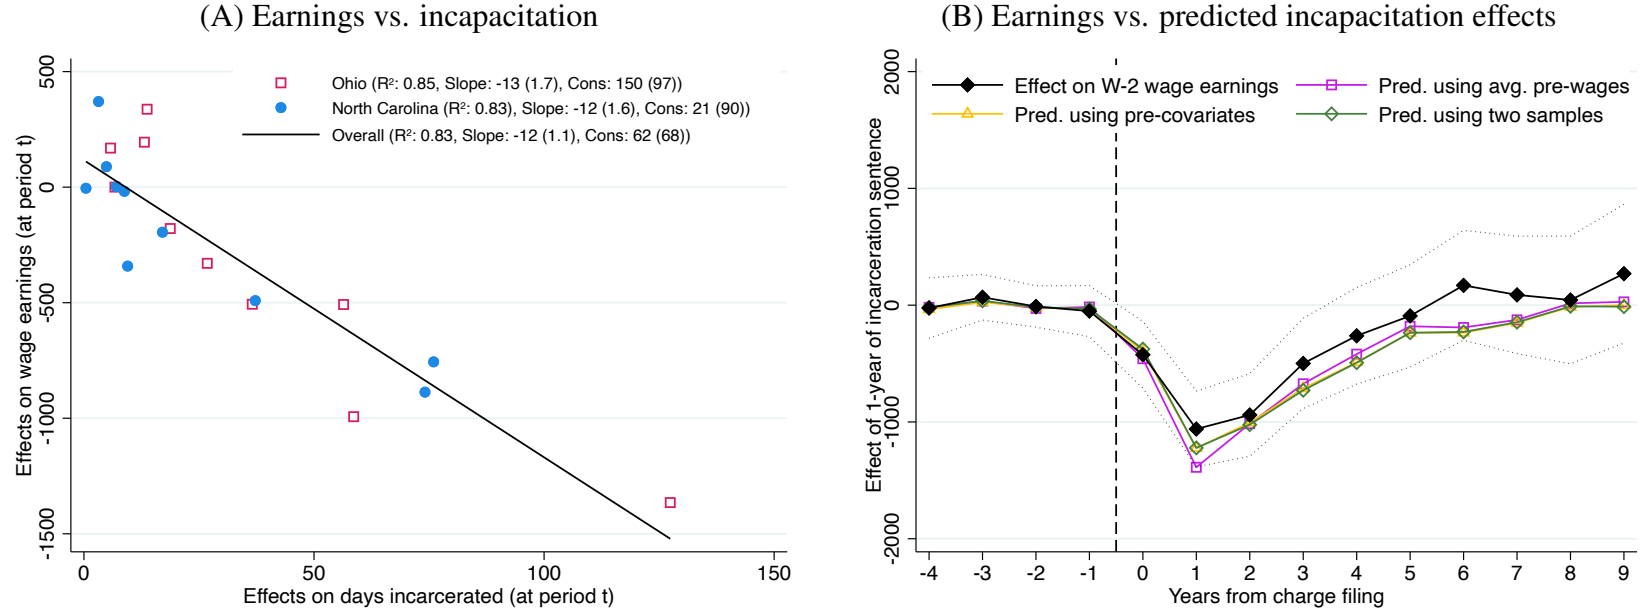 (A) Earnings vs. incapacitation
Effects on wage earnings (at period t)
500
0
-500
-1000
-1500
Ohio (R²: 0.85, Slope: -13 (1.7), Cons: 150 (97))
North Carolina (R²: 0.83), Slope: -12 (1.6), Cons: 21 (90))
Overall (R²: 0.83, Slope: -12 (1.1), Cons: 62 (68))
0 50 100 150
Effects on days incarcerated (at period t)
(B) Earnings vs. predicted incapacitation effects
Effect of 1-year of incarceration sentence
2000
1000
0
-1000
-2000
Effect on W-2 wage earnings
Pred. using avg. pre-wages
Pred. using pre-covariates
Pred. using two samples
-4 -3 -2 -1 0 1 2 3 4 5 6 7 8 9
Years from charge filing